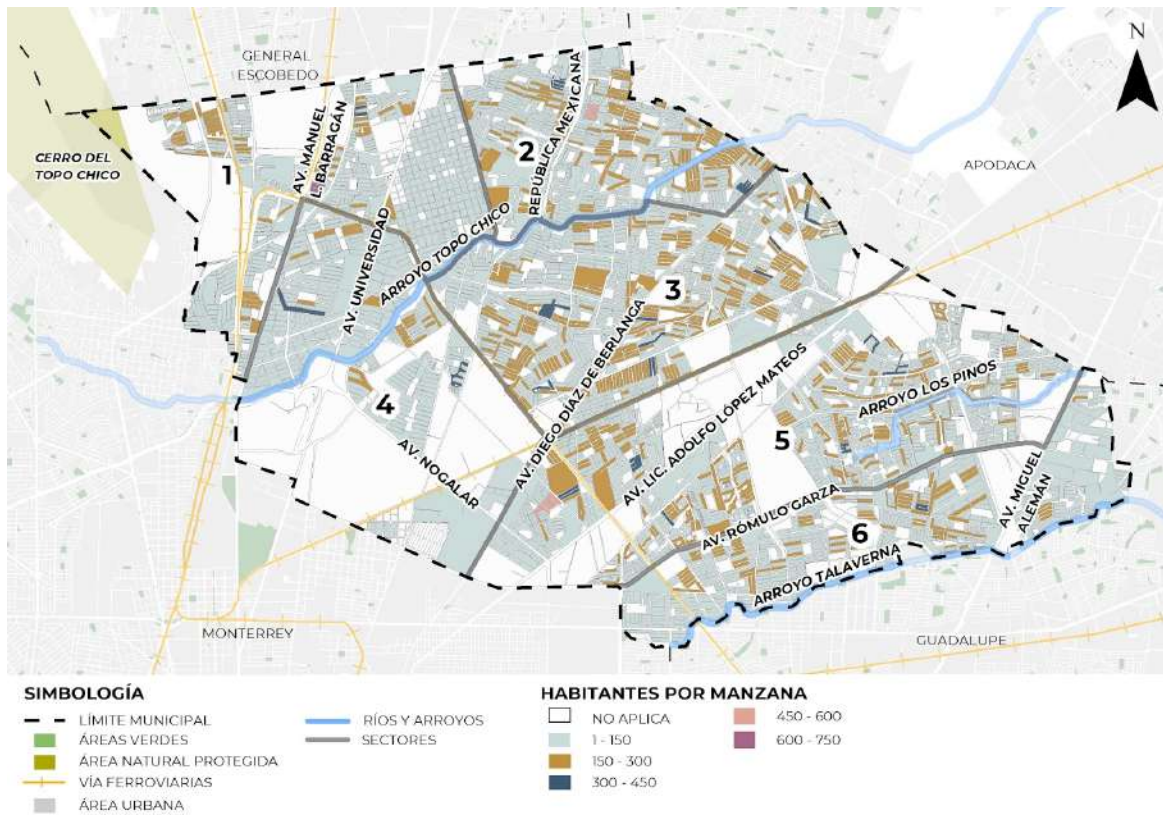 N
GENERAL
ESCOBEDO
CERRO DEL
TOPO CHICO
1
AV. MANUEL
L. BARRAGÁN
AV. UNIVERSIDAD
2
REPÚBLICA MEXICANA
ARROYO TOPO CHICO
APODACA
3
AV. DIEGO DÍAZ DE BERLANGA
4
AV. NOGALAR
AV. LIC. ADOLFO LÓPEZ MATEOS
5
ARROYO LOS PINOS
AV. RÓMULO GARZA
AV. MIGUEL
ALEMÁN
6
ARROYO TALAVERNA
MONTERREY
GUADALUPE
SIMBOLOGÍA
LÍMITE MUNICIPAL
ÁREAS VERDES
ÁREA NATURAL PROTEGIDA
VÍA FERROVIARIAS
ÁREA URBANA
RÍOS Y ARROYOS
SECTORES
HABITANTES POR MANZANA
NO APLICA
1 - 150
150 - 300
300 - 450
450 - 600
600 - 750